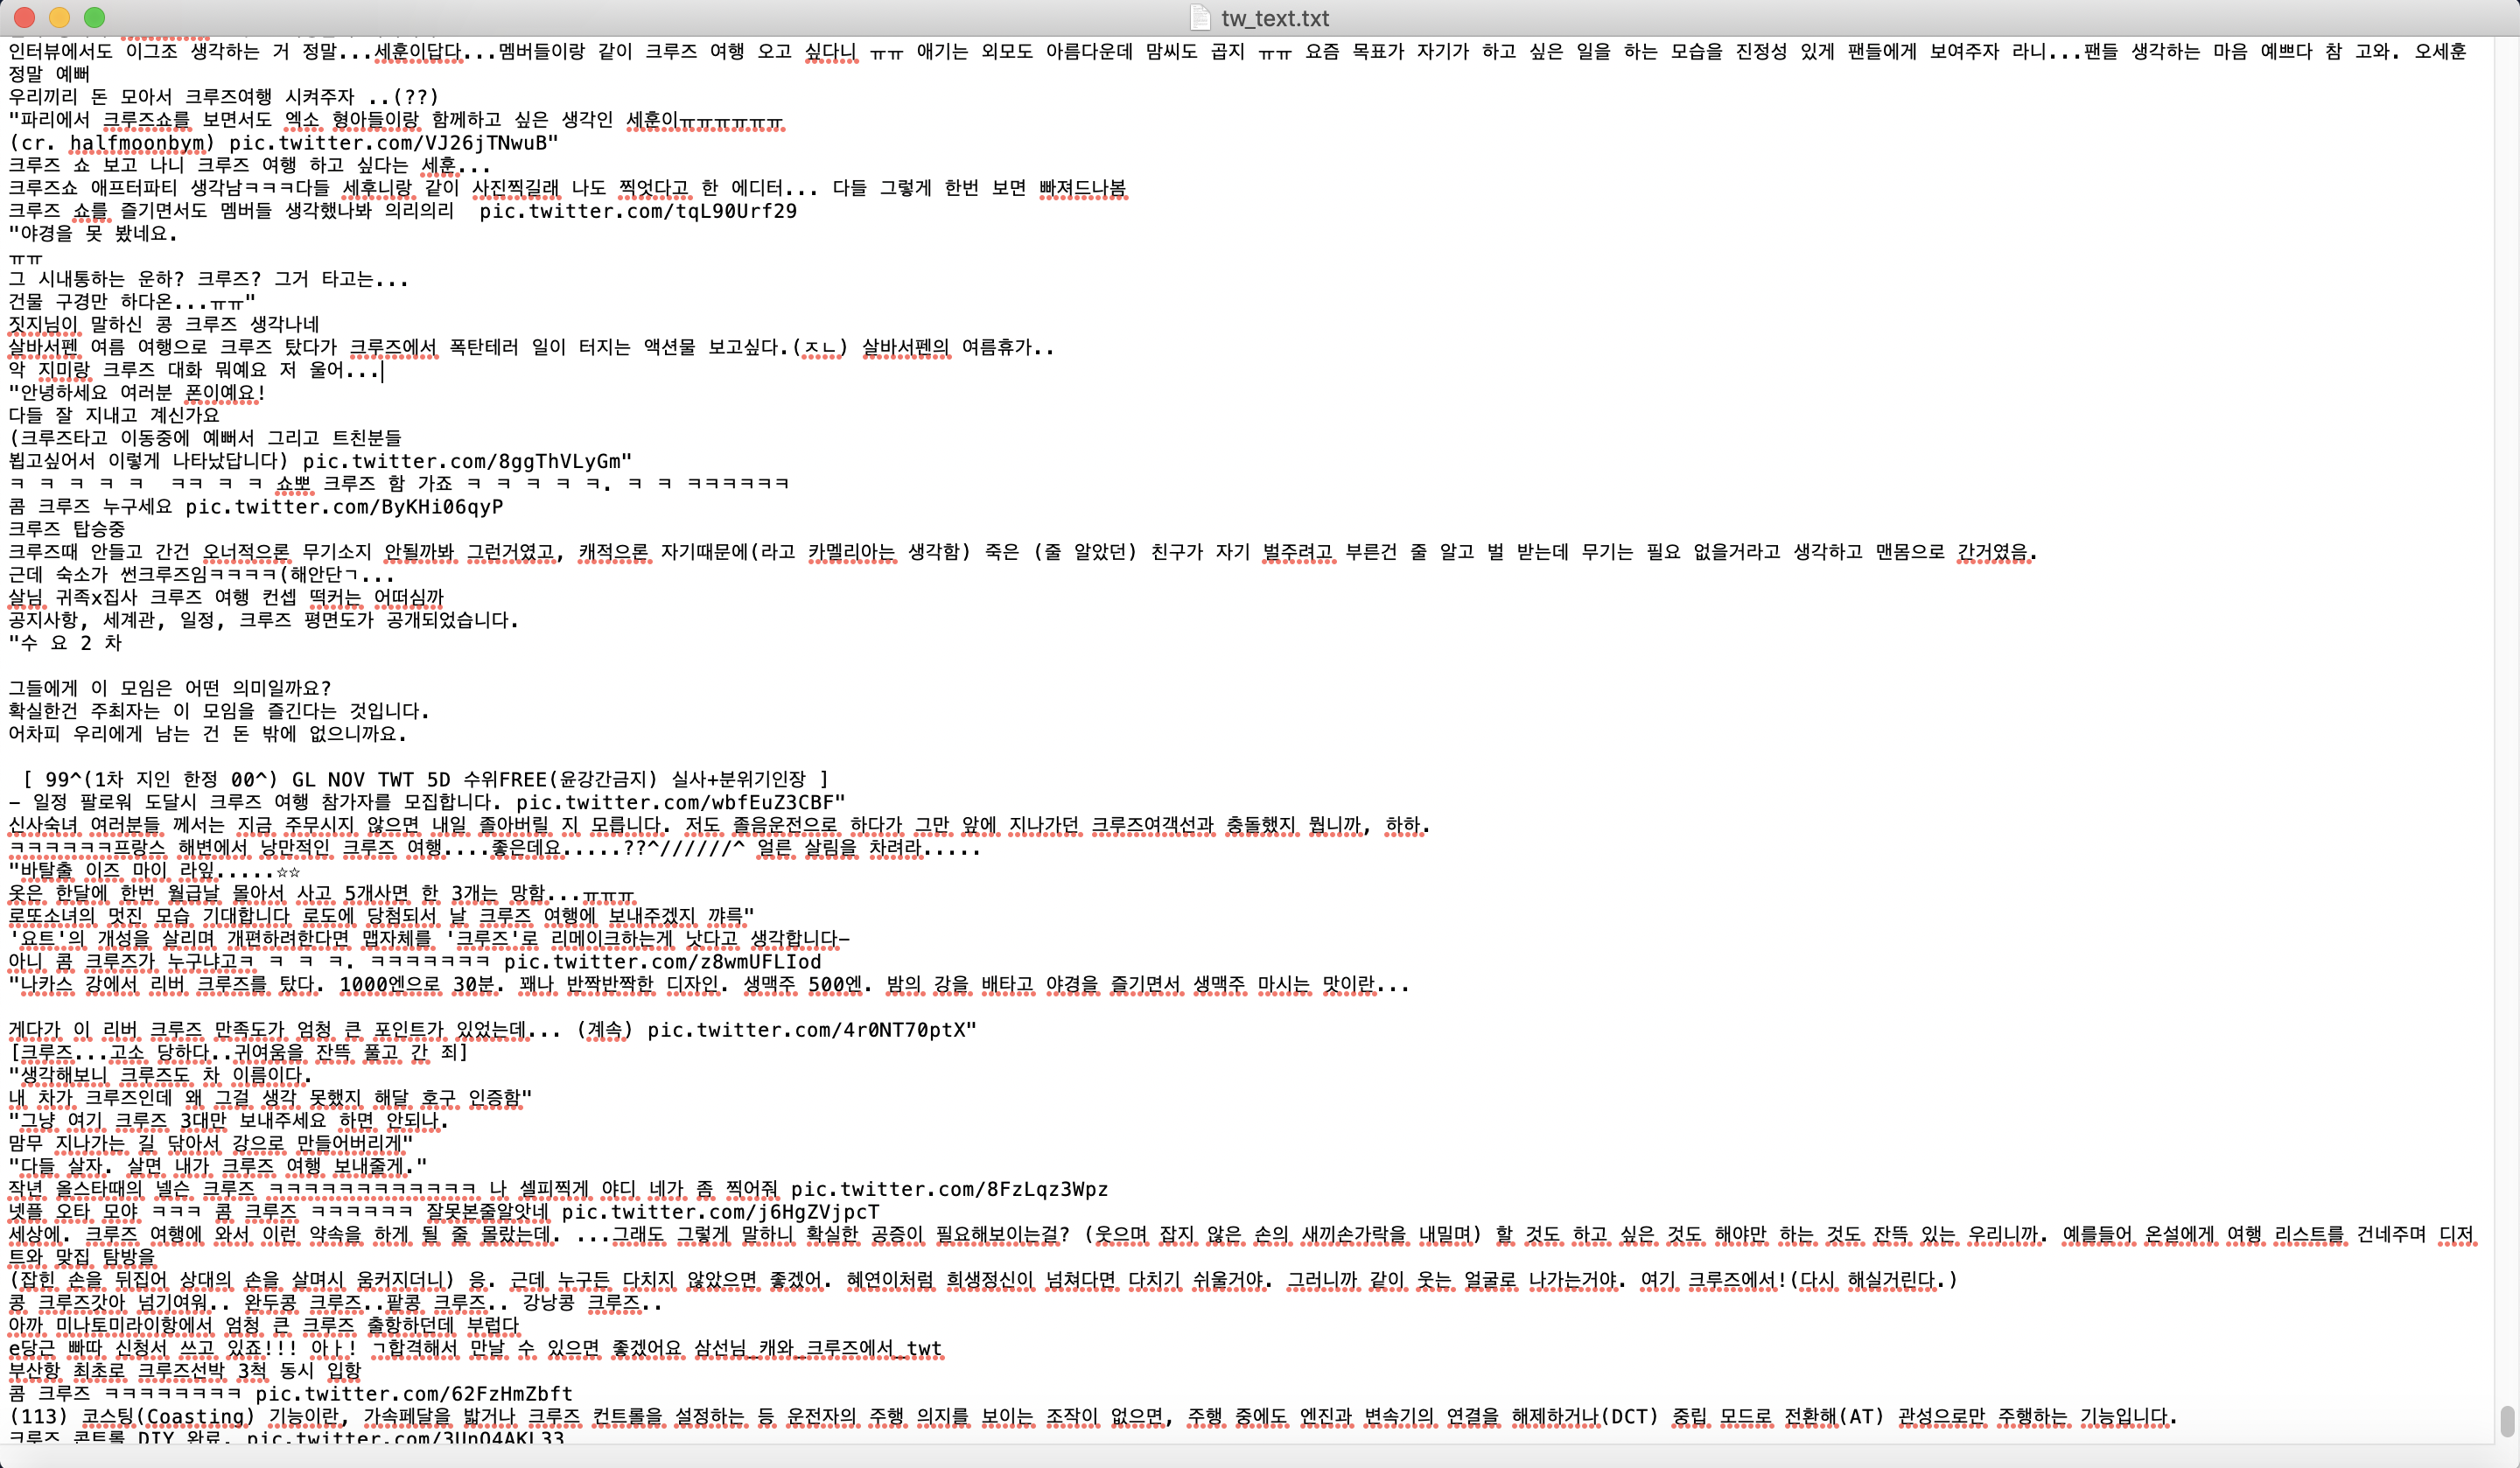 tw_text.txt
인터뷰에서도 이그조 생각하는 거 정말...세훈이답다...멤버들이랑 같이 크루즈 여행 오고 싶다니 ㅠㅠ 애기는 외모도 아름다운데 맘씨도 곱지 ㅠㅠ 요즘 목표가 자기가 하고 싶은 일을 하는 모습을 진정성 있게 팬들에게 보여주자 라니...팬들 생각하는 마음 예쁘다 참 고와. 오세훈
정말 예뻐
우리끼리 돈 모아서 크루즈여행 시켜주자 ..(??)
"파리에서 크루즈쇼를 보면서도 엑소 형아들이랑 함께하고 싶은 생각인 세훈이ㅠㅠㅠㅠㅠㅠ
(cr. halfmoonbym) pic.twitter.com/VJ26jTNwuB"
크루즈 쇼 보고 나니 크루즈 여행 하고 싶다는 세훈...
크루즈쇼 애프터파티 생각남ㅋㅋㅋ다들 세후니랑 같이 사진찍길래 나도 찍엇다고 한 에디터... 다들 그렇게 한번 보면 빠져드나봄
크루즈 쇼를 즐기면서도 멤버들 생각했나봐 의리의리  pic.twitter.com/tqL90Urf29
"야경을 못 봤네요.
ㅠㅠ
그 시내통하는 운하? 크루즈? 그거 타고는...
건물 구경만 하다온...ㅠㅠ"
짓지님이 말하신 콩 크루즈 생각나네
살바서펜 여름 여행으로 크루즈 탔다가 크루즈에서 폭탄테러 일이 터지는 액션물 보고싶다.(ㅈㄴ) 살바서펜의 여름휴가..
악 지미랑 크루즈 대화 뭐예요 저 울어...
"안녕하세요 여러분 폰이예요!
다들 잘 지내고 계신가요
(크루즈타고 이동중에 예뻐서 그리고 트친분들
뵙고싶어서 이렇게 나타났답니다) pic.twitter.com/8ggThVLyGm"
ㅋ ㅋ ㅋ ㅋ ㅋ  ㅋㅋ ㅋ ㅋ 쇼뽀 크루즈 함 가죠 ㅋ ㅋ ㅋ ㅋ ㅋ. ㅋ ㅋ ㅋㅋㅋㅋㅋㅋ
콤 크루즈 누구세요 pic.twitter.com/ByKHi06qyP
크루즈 탑승중
크루즈때 안들고 간건 오너적으론 무기소지 안될까봐 그런거였고, 캐적으론 자기때문에(라고 카멜리아는 생각함) 죽은 (줄 알았던) 친구가 자기 벌주려고 부른건 줄 알고 벌 받는데 무기는 필요 없을거라고 생각하고 맨몸으로 간거였음.
근데 숙소가 썬크루즈임ㅋㅋㅋㅋ(해안단ㄱ...
살님 귀족x집사 크루즈 여행 컨셉 떡커는 어떠심까
공지사항, 세계관, 일정, 크루즈 평면도가 공개되었습니다.
"수 요 2 차
그들에게 이 모임은 어떤 의미일까요?
확실한건 주최자는 이 모임을 즐긴다는 것입니다.
어차피 우리에게 남는 건 돈 밖에 없으니까요.
[ 99^(1차 지인 한정 00^) GL NOV TWT 5D 수위FREE(윤강간금지) 실사+분위기인장 ]
— 일정 팔로워 도달시 크루즈 여행 참가자를 모집합니다. pic.twitter.com/wbfEuZ3CBF"
신사숙녀 여러분들 께서는 지금 주무시지 않으면 내일 졸아버릴 지 모릅니다. 저도 졸음운전으로 하다가 그만 앞에 지나가던 크루즈여객선과 충돌했지 뭡니까, 하하.
ㅋㅋㅋㅋㅋㅋ프랑스 해변에서 낭만적인 크루즈 여행....좋은데요.....??^//////^ 얼른 살림을 차려라.....
"바탈출 이즈 마이 라잎.....☆☆
옷은 한달에 한번 월급날 몰아서 사고 5개사면 한 3개는 망함...ㅠㅠㅠ
로또소녀의 멋진 모습 기대합니다 로도에 당첨되서 날 크루즈 여행에 보내주겠지 꺄륵"
'요트'의 개성을 살리며 개편하려한다면 맵자체를 '크루즈'로 리메이크하는게 낫다고 생각합니다—
아니 콤 크루즈가 누구냐고ㅋ ㅋ ㅋ ㅋ. ㅋㅋㅋㅋㅋㅋㅋ pic.twitter.com/z8wmUFLIod
"나카스 강에서 리버 크루즈를 탔다. 1000엔으로 30분. 꽤나 반짝반짝한 디자인. 생맥주 500엔. 밤의 강을 배타고 야경을 즐기면서 생맥주 마시는 맛이란...
게다가 이 리버 크루즈 만족도가 엄청 큰 포인트가 있었는데... (계속) pic.twitter.com/4r0NT70ptX"
[크루즈...고소 당하다..귀여움을 잔뜩 풀고 간 죄]
"생각해보니 크루즈도 차 이름이다.
내 차가 크루즈인데 왜 그걸 생각 못했지 해달 호구 인증함"
"그냥 여기 크루즈 3대만 보내주세요 하면 안되나.
맘무 지나가는 길 닦아서 강으로 만들어버리게"
"다들 살자. 살면 내가 크루즈 여행 보내줄게."
작년 올스타때의 넬슨 크루즈 ㅋㅋㅋㅋㅋㅋㅋㅋㅋㅋㅋㅋ 나 셀피찍게 야디 네가 좀 찍어줘 pic.twitter.com/8FzLqz3Wpz
넷플 오타 모야 ㅋㅋㅋ 콤 크루즈 ㅋㅋㅋㅋㅋㅋ 잘못본줄알앗네 pic.twitter.com/j6HgZVjpcT
세상에. 크루즈 여행에 와서 이런 약속을 하게 될 줄 몰랐는데. ...그래도 그렇게 말하니 확실한 공증이 필요해보이는걸? (웃으며 잡지 않은 손의 새끼손가락을 내밀며) 할 것도 하고 싶은 것도 해야만 하는 것도 잔뜩 있는 우리니까. 예를들어 온설에게 여행 리스트를 건네주며 디저
트와 맞집 탐방을
(잡힌 손을 뒤집어 상대의 손을 살며시 움켜지더니) 응. 근데 누구든 다치지 않았으면 좋겠어. 혜연이처럼 희생정신이 넘쳐다면 다치기 쉬울거야. 그러니까 같이 웃는 얼굴로 나가는거야. 여기 크루즈에서!(다시 해실거린다.)
콩 크루즈갓아 넘기여워.. 완두콩 크루즈..팥콩 크루즈.. 강낭콩 크루즈..
아까 미나토미라이항에서 엄청 큰 크루즈 출항하던데 부럽다
e당근 빠따 신청서 쓰고 있죠!!! 아ㅏ! ㄱ합격해서 만날 수 있으면 좋겠어요 삼선님_캐와_크루즈에서_twt
부산항 최초로 크루즈선박 3척 동시 입항
콤 크루즈 ㅋㅋㅋㅋㅋㅋㅋㅋ pic.twitter.com/62FzHmZbft
(113) 코스팅(Coasting) 기능이란, 가속페달을 밟거나 크루즈 컨트롤을 설정하는 등 운전자의 주행 의지를 보이는 조작이 없으면, 주행 중에도 엔진과 변속기의 연결을 해제하거나(DCT) 중립 모드로 전환해(AT) 관성으로만 주행하는 기능입니다.
크루즈 콘트롤 DIY 완료. pic.twitter.com/3UnO4AKL33